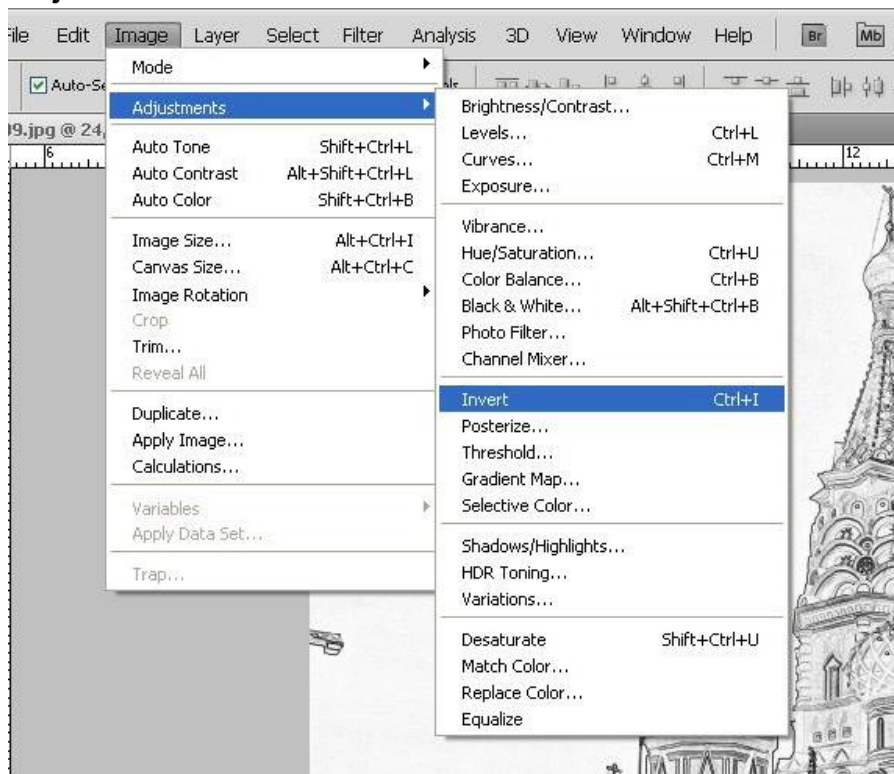 File Edit Image Layer Select Filter Analysis 3D View Window Help Br Mb
Auto-Se
9.jpg @ 24,
6
12
Mode
Adjustments
Auto Tone Shift+Ctrl+L
Auto Contrast Alt+Shift+Ctrl+L
Auto Color Shift+Ctrl+B
Image Size... Alt+Ctrl+I
Canvas Size... Alt+Ctrl+C
Image Rotation
Crop
Trim...
Reveal All
Duplicate...
Apply Image...
Calculations...
Variables
Apply Data Set...
Trap...
Brightness/Contrast...
Levels... Ctrl+L
Curves... Ctrl+M
Exposure...
Vibrance...
Hue/Saturation... Ctrl+U
Color Balance... Ctrl+B
Black & White... Alt+Shift+Ctrl+B
Photo Filter...
Channel Mixer...
Invert Ctrl+I
Posterize...
Threshold...
Gradient Map...
Selective Color...
Shadows/Highlights...
HDR Toning...
Variations...
Desaturate Shift+Ctrl+U
Match Color...
Replace Color...
Equalize